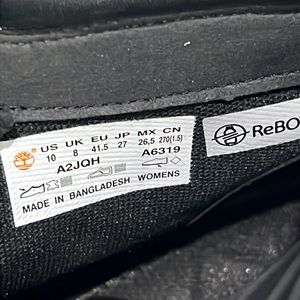 US UK EU JP MX CN
10 8 41.5 27 26.5 270(1.5)
A2JQH A6319
MADE IN BANGLADESH WOMENS
ReBO